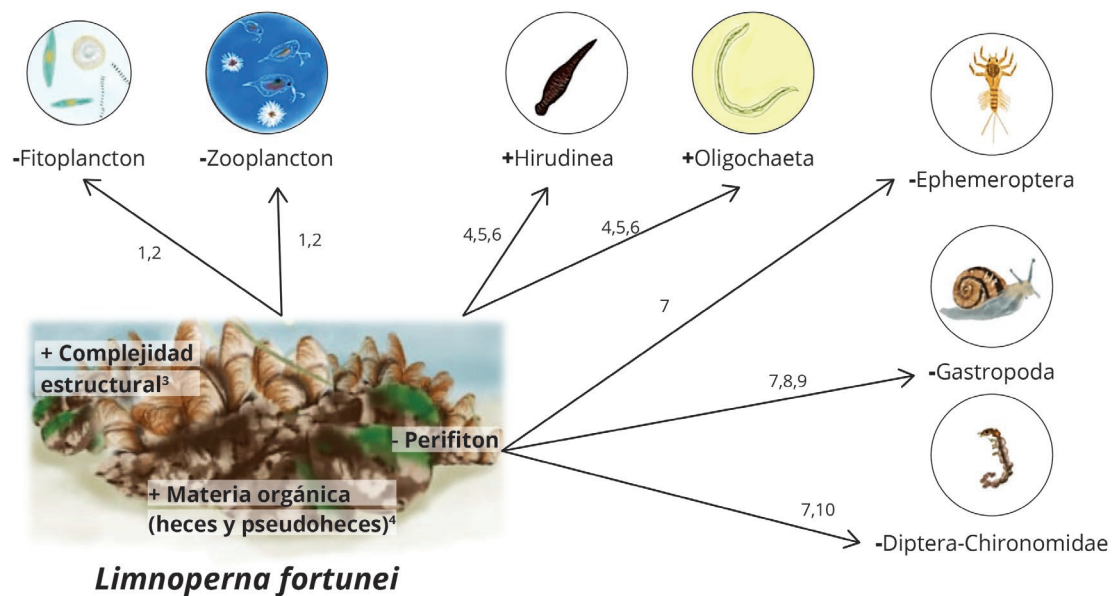 -Fitoplancton
-Zooplancton
+Hirudinea
+Oligochaeta
-Ephemeroptera
1,2
1,2
4,5,6
4,5,6
7
+ Complejidad
estructural³
7,8,9
-Gastropoda
- Perifiton
+ Materia orgánica
(heces y pseudoheces)⁴
7,10
-Diptera-Chironomidae
Limnoperna fortunei